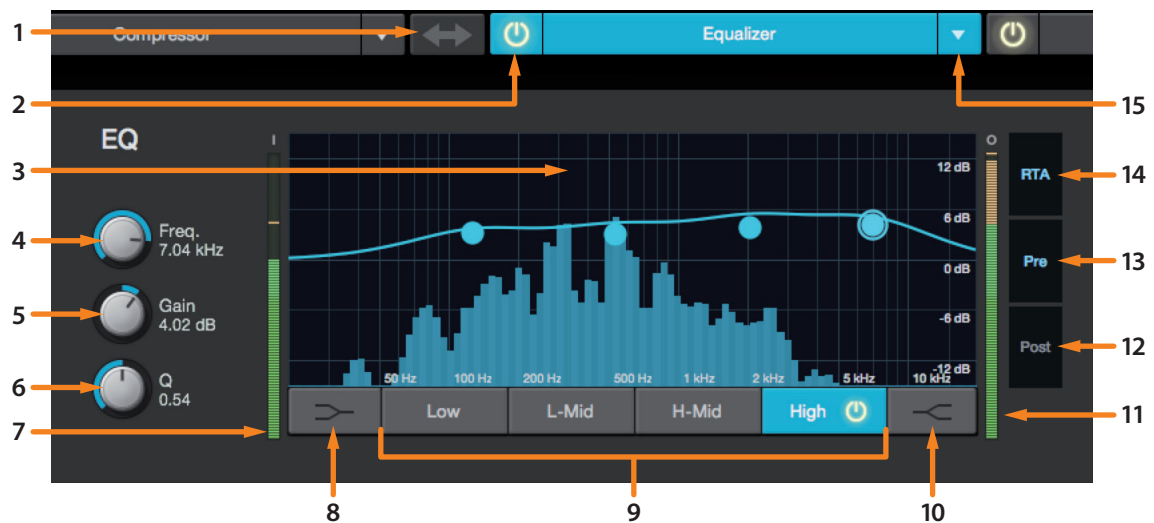 1
Compressor
Equalizer
2
15
EQ
I
O
3
12 dB
RTA
14
4
Freq.
7.04 kHz
6 dB
Pre
13
0 dB
5
Gain
4.02 dB
-6 dB
Post
12
6
Q
0.54
50 Hz 100 Hz 200 Hz 500 Hz 1 kHz 2 kHz 5 kHz 10 kHz
-12 dB
7
Low L-Mid H-Mid High
11
8
9
10